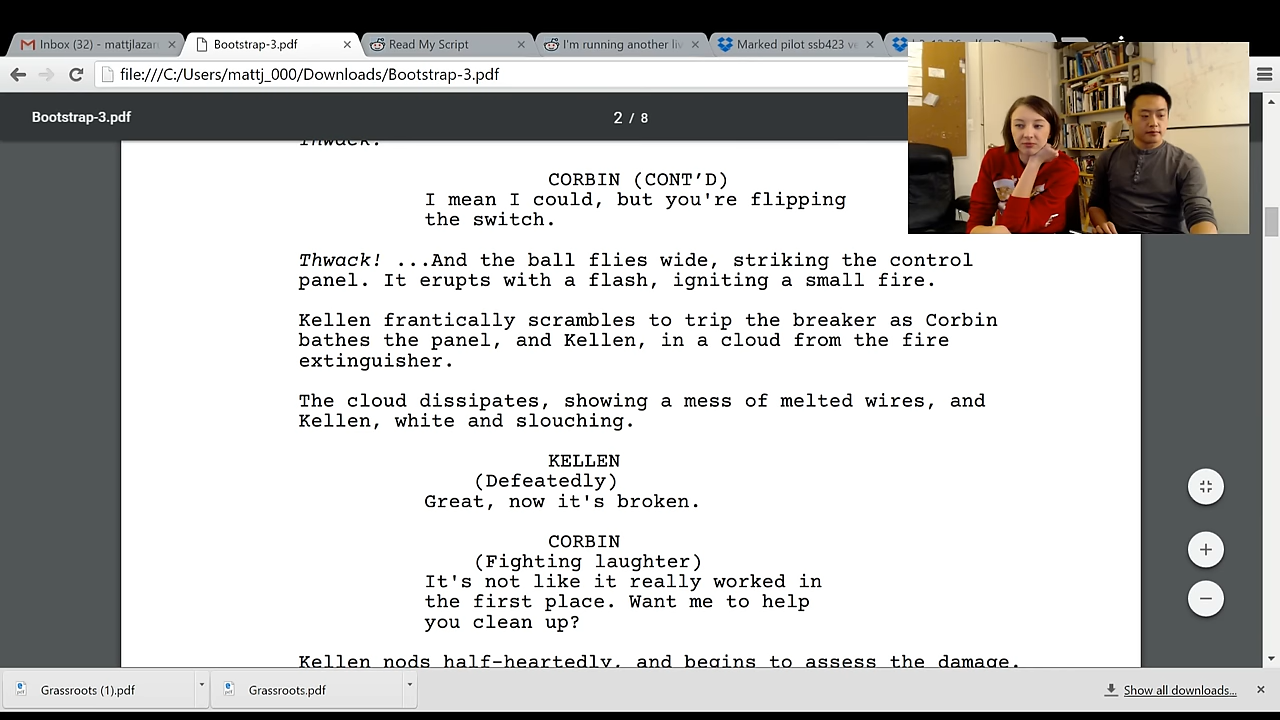 Inbox (32) - mattjlazar
Bootstrap-3.pdf
Read My Script
I'm running another li
Marked pilot ssb423 ve
file:///C:/Users/mattj_000/Downloads/Bootstrap-3.pdf
Bootstrap-3.pdf
2 / 8
Thwack!
CORBIN (CONT'D)
I mean I could, but you're flipping
the switch.
Thwack! ...And the ball flies wide, striking the control
panel. It erupts with a flash, igniting a small fire.
Kellen frantically scrambles to trip the breaker as Corbin
bathes the panel, and Kellen, in a cloud from the fire
extinguisher.
The cloud dissipates, showing a mess of melted wires, and
Kellen, white and slouching.
KELLEN
(Defeatedly)
Great, now it's broken.
CORBIN
(Fighting laughter)
It's not like it really worked in
the first place. Want me to help
you clean up?
Kellen nods half-heartedly, and begins to assess the damage.
Grassroots (1).pdf
Grassroots.pdf
Show all downloads...